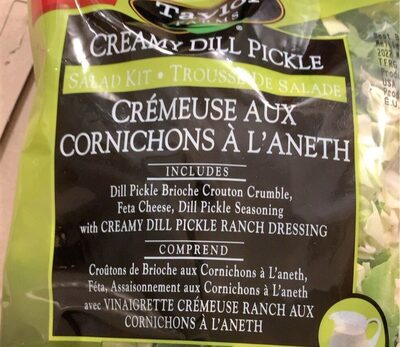 Taylor
CREAMY DILL PICKLE
SALAD KIT • TROUSSE DE SALADE
CRÉMEUSE AUX
CORNICHONS À L'ANETH
INCLUDES
Dill Pickle Brioche Crouton Crumble,
Feta Cheese, Dill Pickle Seasoning
with CREAMY DILL PICKLE RANCH DRESSING
COMPREND
Croûtons de Brioche aux Cornichons à L'aneth,
Féta, Assaisonnement aux Cornichons à L'aneth
avec VINAIGRETTE CRÉMEUSE RANCH AUX
CORNICHONS À L'ANETH